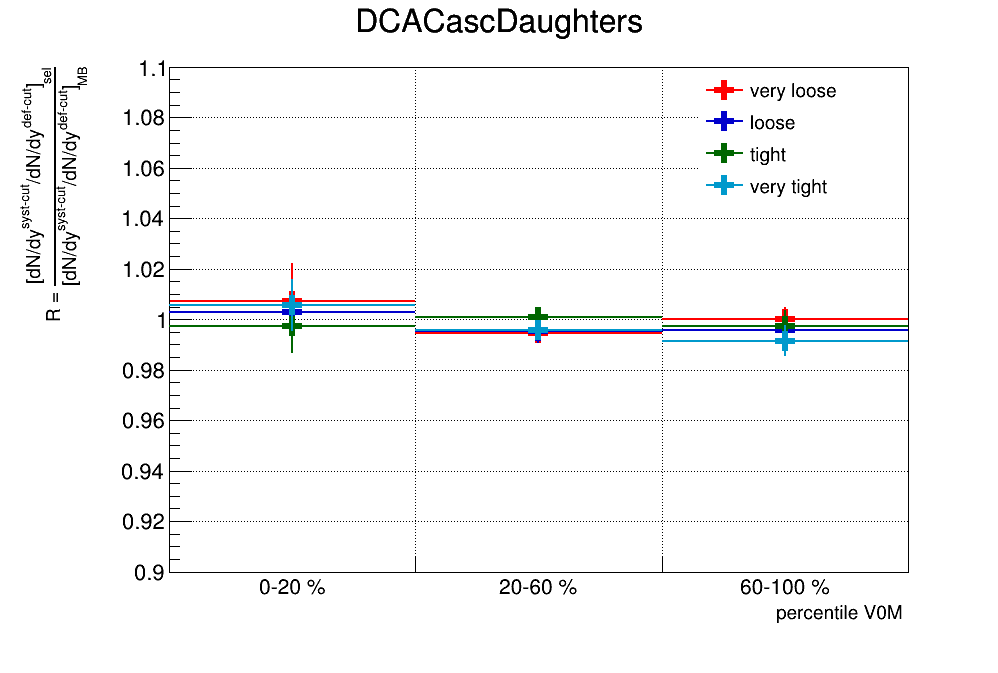 DCACascDaughters
R = [dN/dy^syst-cut/dN/dy^def-cut]_sel
[dN/dy^syst-cut/dN/dy^def-cut]_MB
1.1
1.08
1.06
1.04
1.02
1
0.98
0.96
0.94
0.92
0.9
very loose
loose
tight
very tight
0-20 %
20-60 %
60-100 %
percentile V0M